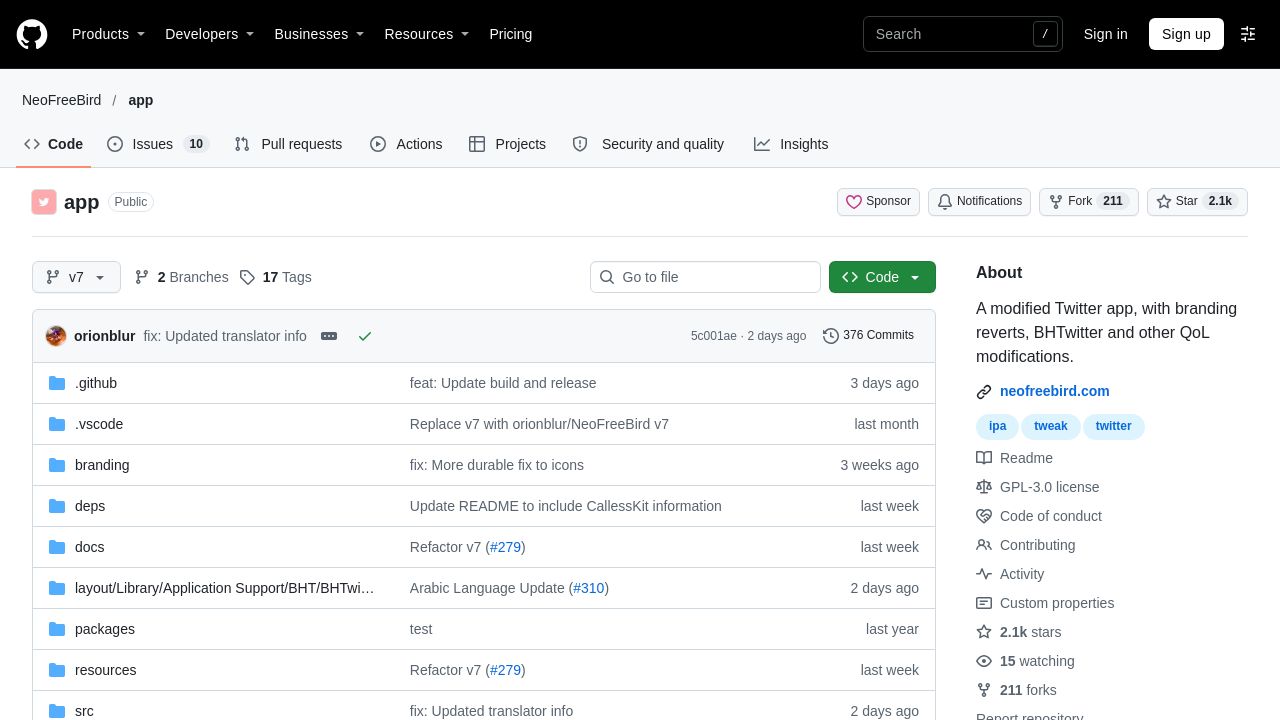 Products Developers Businesses Resources Pricing Search / Sign in Sign up
NeoFreeBird / app
Code Issues 10 Pull requests Actions Projects Security and quality Insights
app Public Sponsor Notifications Fork 211 Star 2.1k
v7 2 Branches 17 Tags Go to file Code
orionblur fix: Updated translator info 5c001ae · 2 days ago 376 Commits
.github feat: Update build and release 3 days ago
.vscode Replace v7 with orionblur/NeoFreeBird v7 last month
branding fix: More durable fix to icons 3 weeks ago
deps Update README to include CallessKit information last week
docs Refactor v7 (#279) last week
layout/Library/Application Support/BHT/BHTwi… Arabic Language Update (#310) 2 days ago
packages test last year
resources Refactor v7 (#279) last week
src fix: Updated translator info 2 days ago
About
A modified Twitter app, with branding
reverts, BHTwitter and other QoL
modifications.
neofreebird.com
ipa tweak twitter
Readme
GPL-3.0 license
Code of conduct
Contributing
Activity
Custom properties
2.1k stars
15 watching
211 forks
Report repository